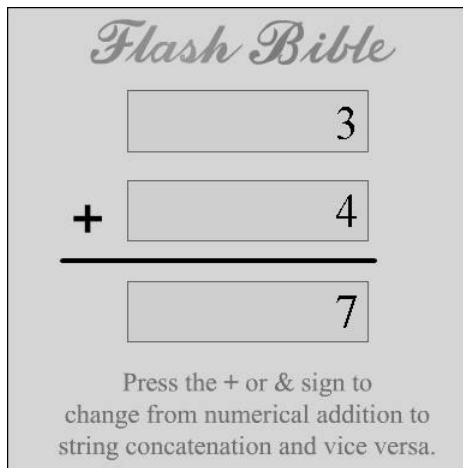 Flash Bible
3
+ 4
7
Press the + or & sign to
change from numerical addition to
string concatenation and vice versa.